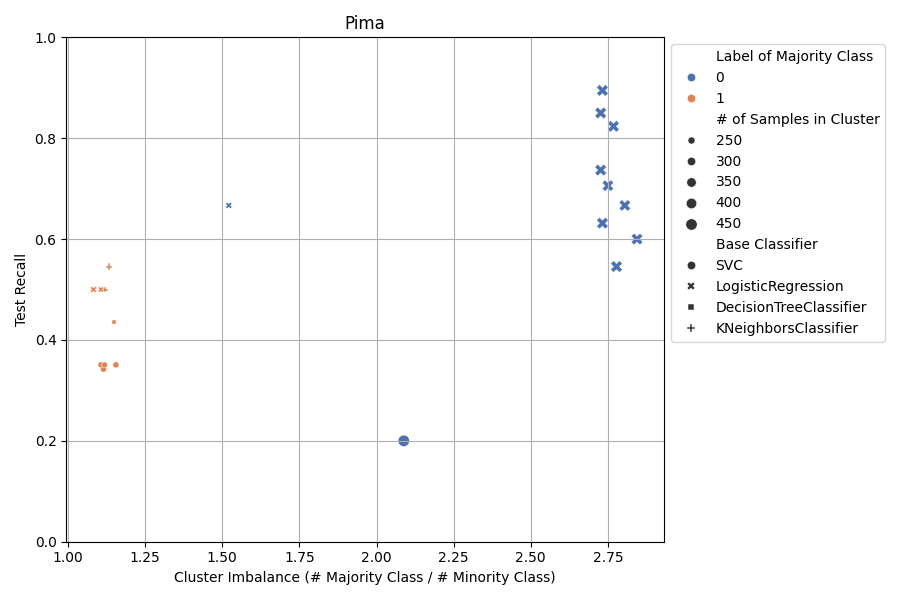 Pima
1.0
0.8
0.6
0.4
0.2
0.0
Test Recall
1.00
1.25
1.50
1.75
2.00
2.25
2.50
2.75
Cluster Imbalance (# Majority Class / # Minority Class)
Label of Majority Class
0
1
# of Samples in Cluster
250
300
350
400
450
Base Classifier
SVC
LogisticRegression
DecisionTreeClassifier
KNeighborsClassifier